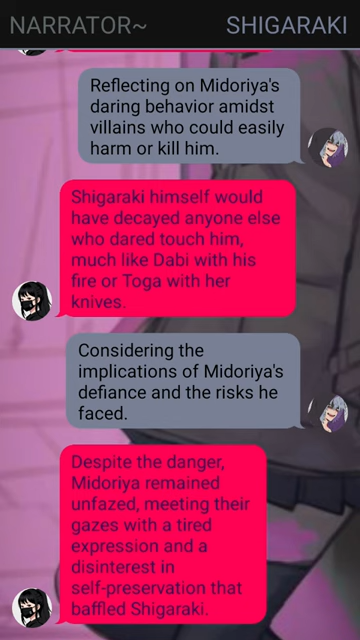 NARRATOR~ SHIGARAKI
Reflecting on Midoriya's
daring behavior amidst
villains who could easily
harm or kill him.
Shigaraki himself would
have decayed anyone else
who dared touch him,
much like Dabi with his
fire or Toga with her
knives.
Considering the
implications of Midoriya's
defiance and the risks he
faced.
Despite the danger,
Midoriya remained
unfazed, meeting their
gazes with a tired
expression and a
disinterest in
self-preservation that
baffled Shigaraki.